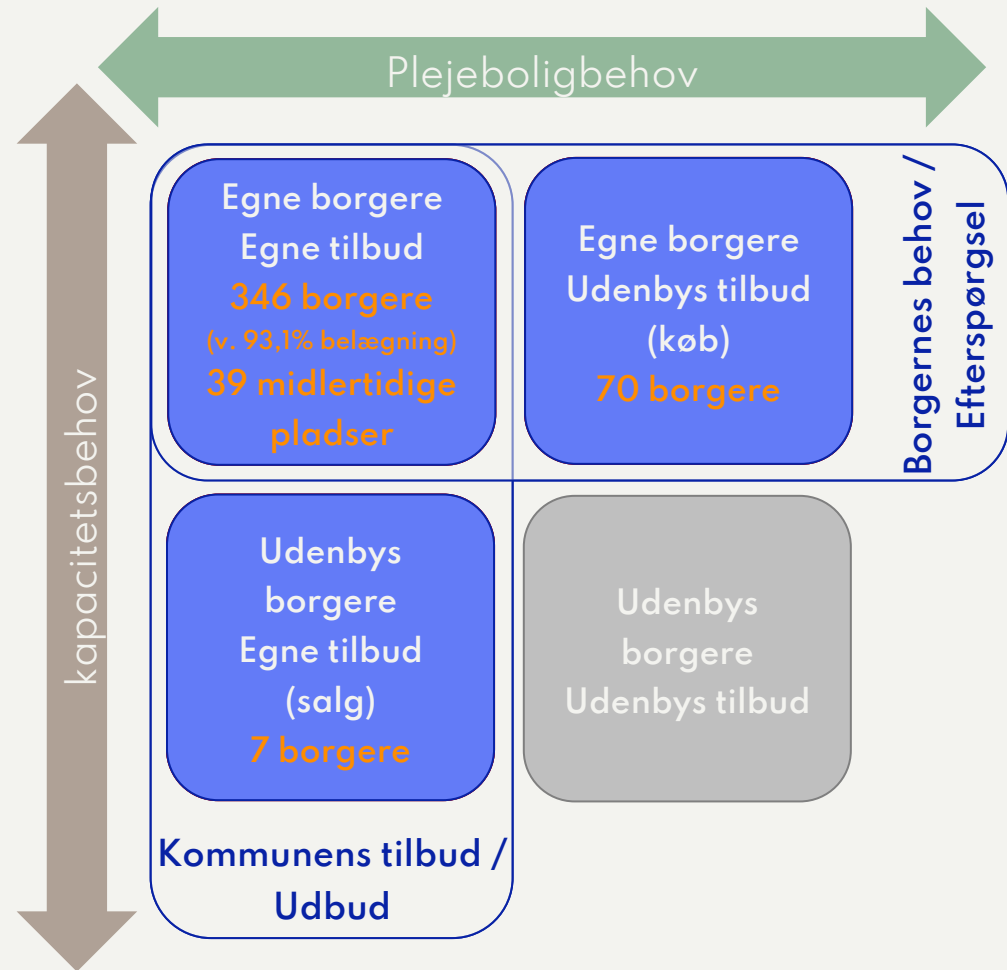 Plejeboligbehov
kapacitetsbehov
Egne borgere
Egne tilbud
346 borgere
(v. 93,1% belægning)
39 midlertidige
pladser
Egne borgere
Udenbys tilbud
(køb)
70 borgere
Borgernes behov /
Efterspørgsel
Udenbys
borgere
Egne tilbud
(salg)
7 borgere
Udenbys
borgere
Udenbys tilbud
Kommunens tilbud /
Udbud